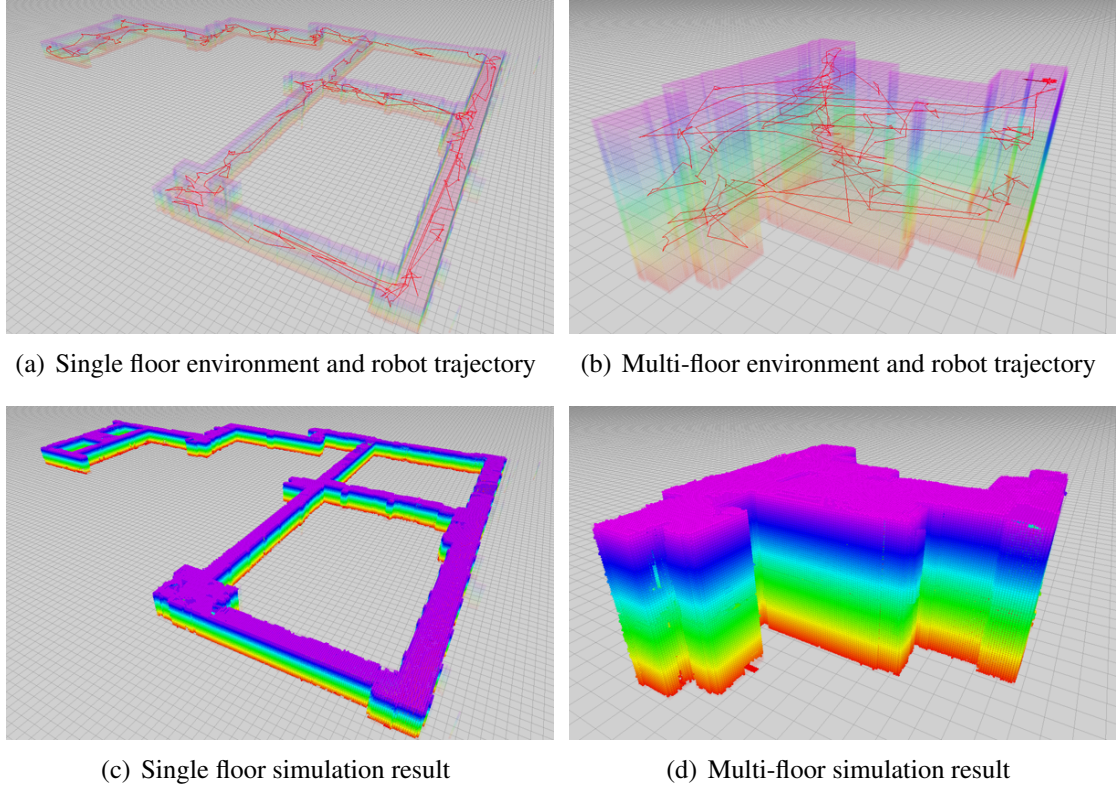 (a) Single floor environment and robot trajectory
(b) Multi-floor environment and robot trajectory
(c) Single floor simulation result
(d) Multi-floor simulation result